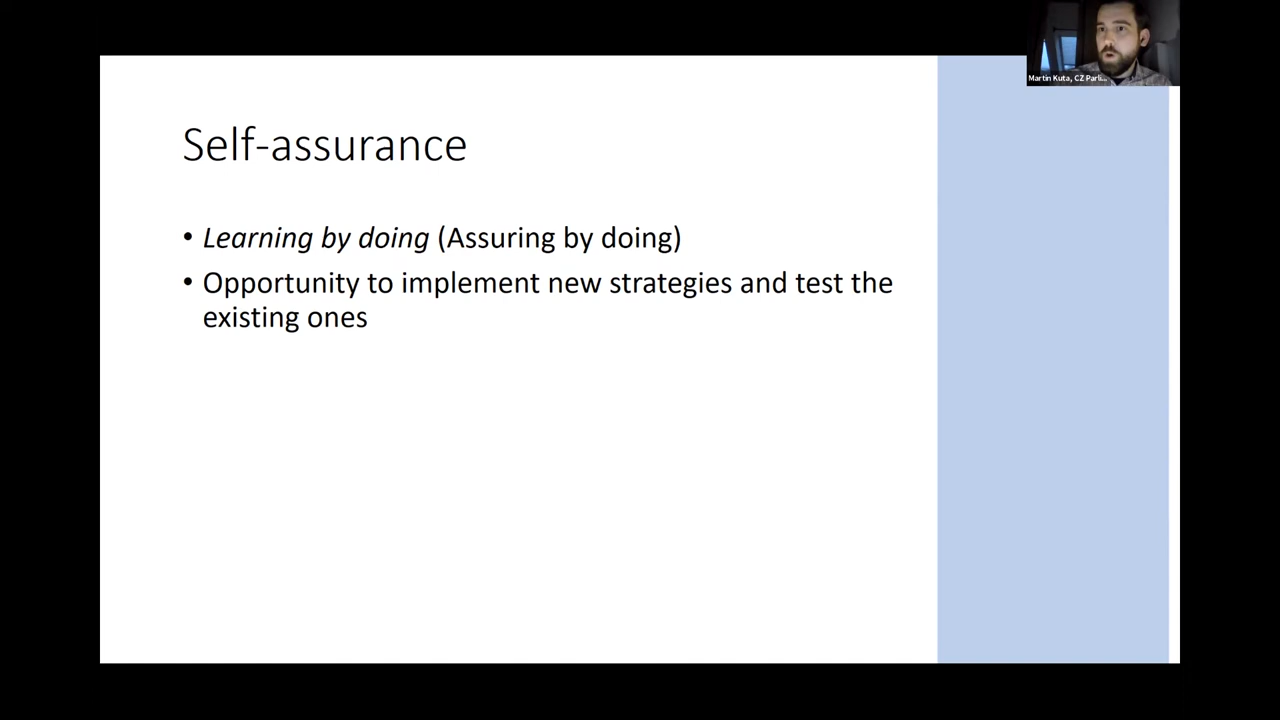 Martin Kuta, CZ Parli...
Self-assurance
• Learning by doing (Assuring by doing)
• Opportunity to implement new strategies and test the
existing ones